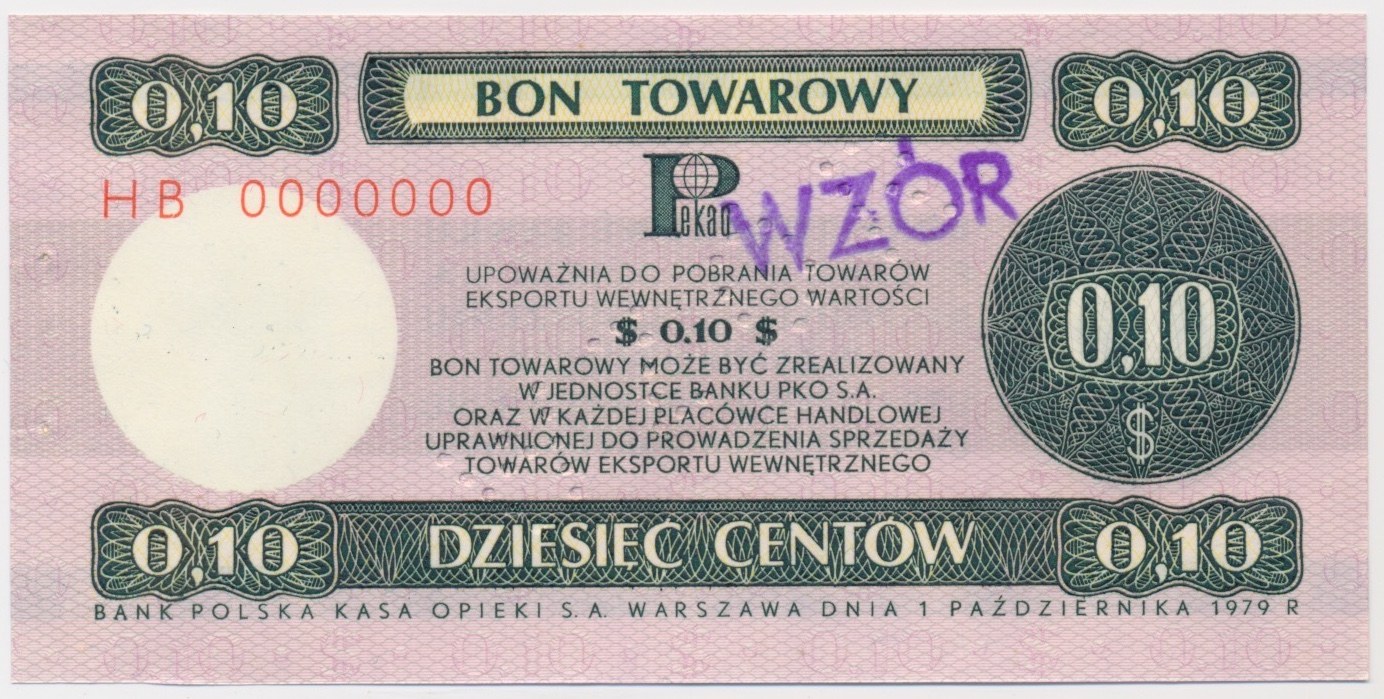 0,10 BON TOWAROWY 0,10
HB 0000000
Pekao
WZÓR
UPOWAŻNIA DO POBRANIA TOWARÓW
EKSPORTU WEWNĘTRZNEGO WARTOŚCI
$ 0.10 $
BON TOWAROWY MOŻE BYĆ ZREALIZOWANY
W JEDNOSTCE BANKU PKO S.A.
ORAZ W KAŻDEJ PLACÓWCE HANDLOWEJ
UPRAWNIONEJ DO PROWADZENIA SPRZEDAŻY
TOWARÓW EKSPORTU WEWNĘTRZNEGO
0,10
$
0,10 DZIESIĘĆ CENTÓW 0,10
BANK POLSKA KASA OPIEKI S.A. WARSZAWA DNIA 1 PAŹDZIERNIKA 1979 R